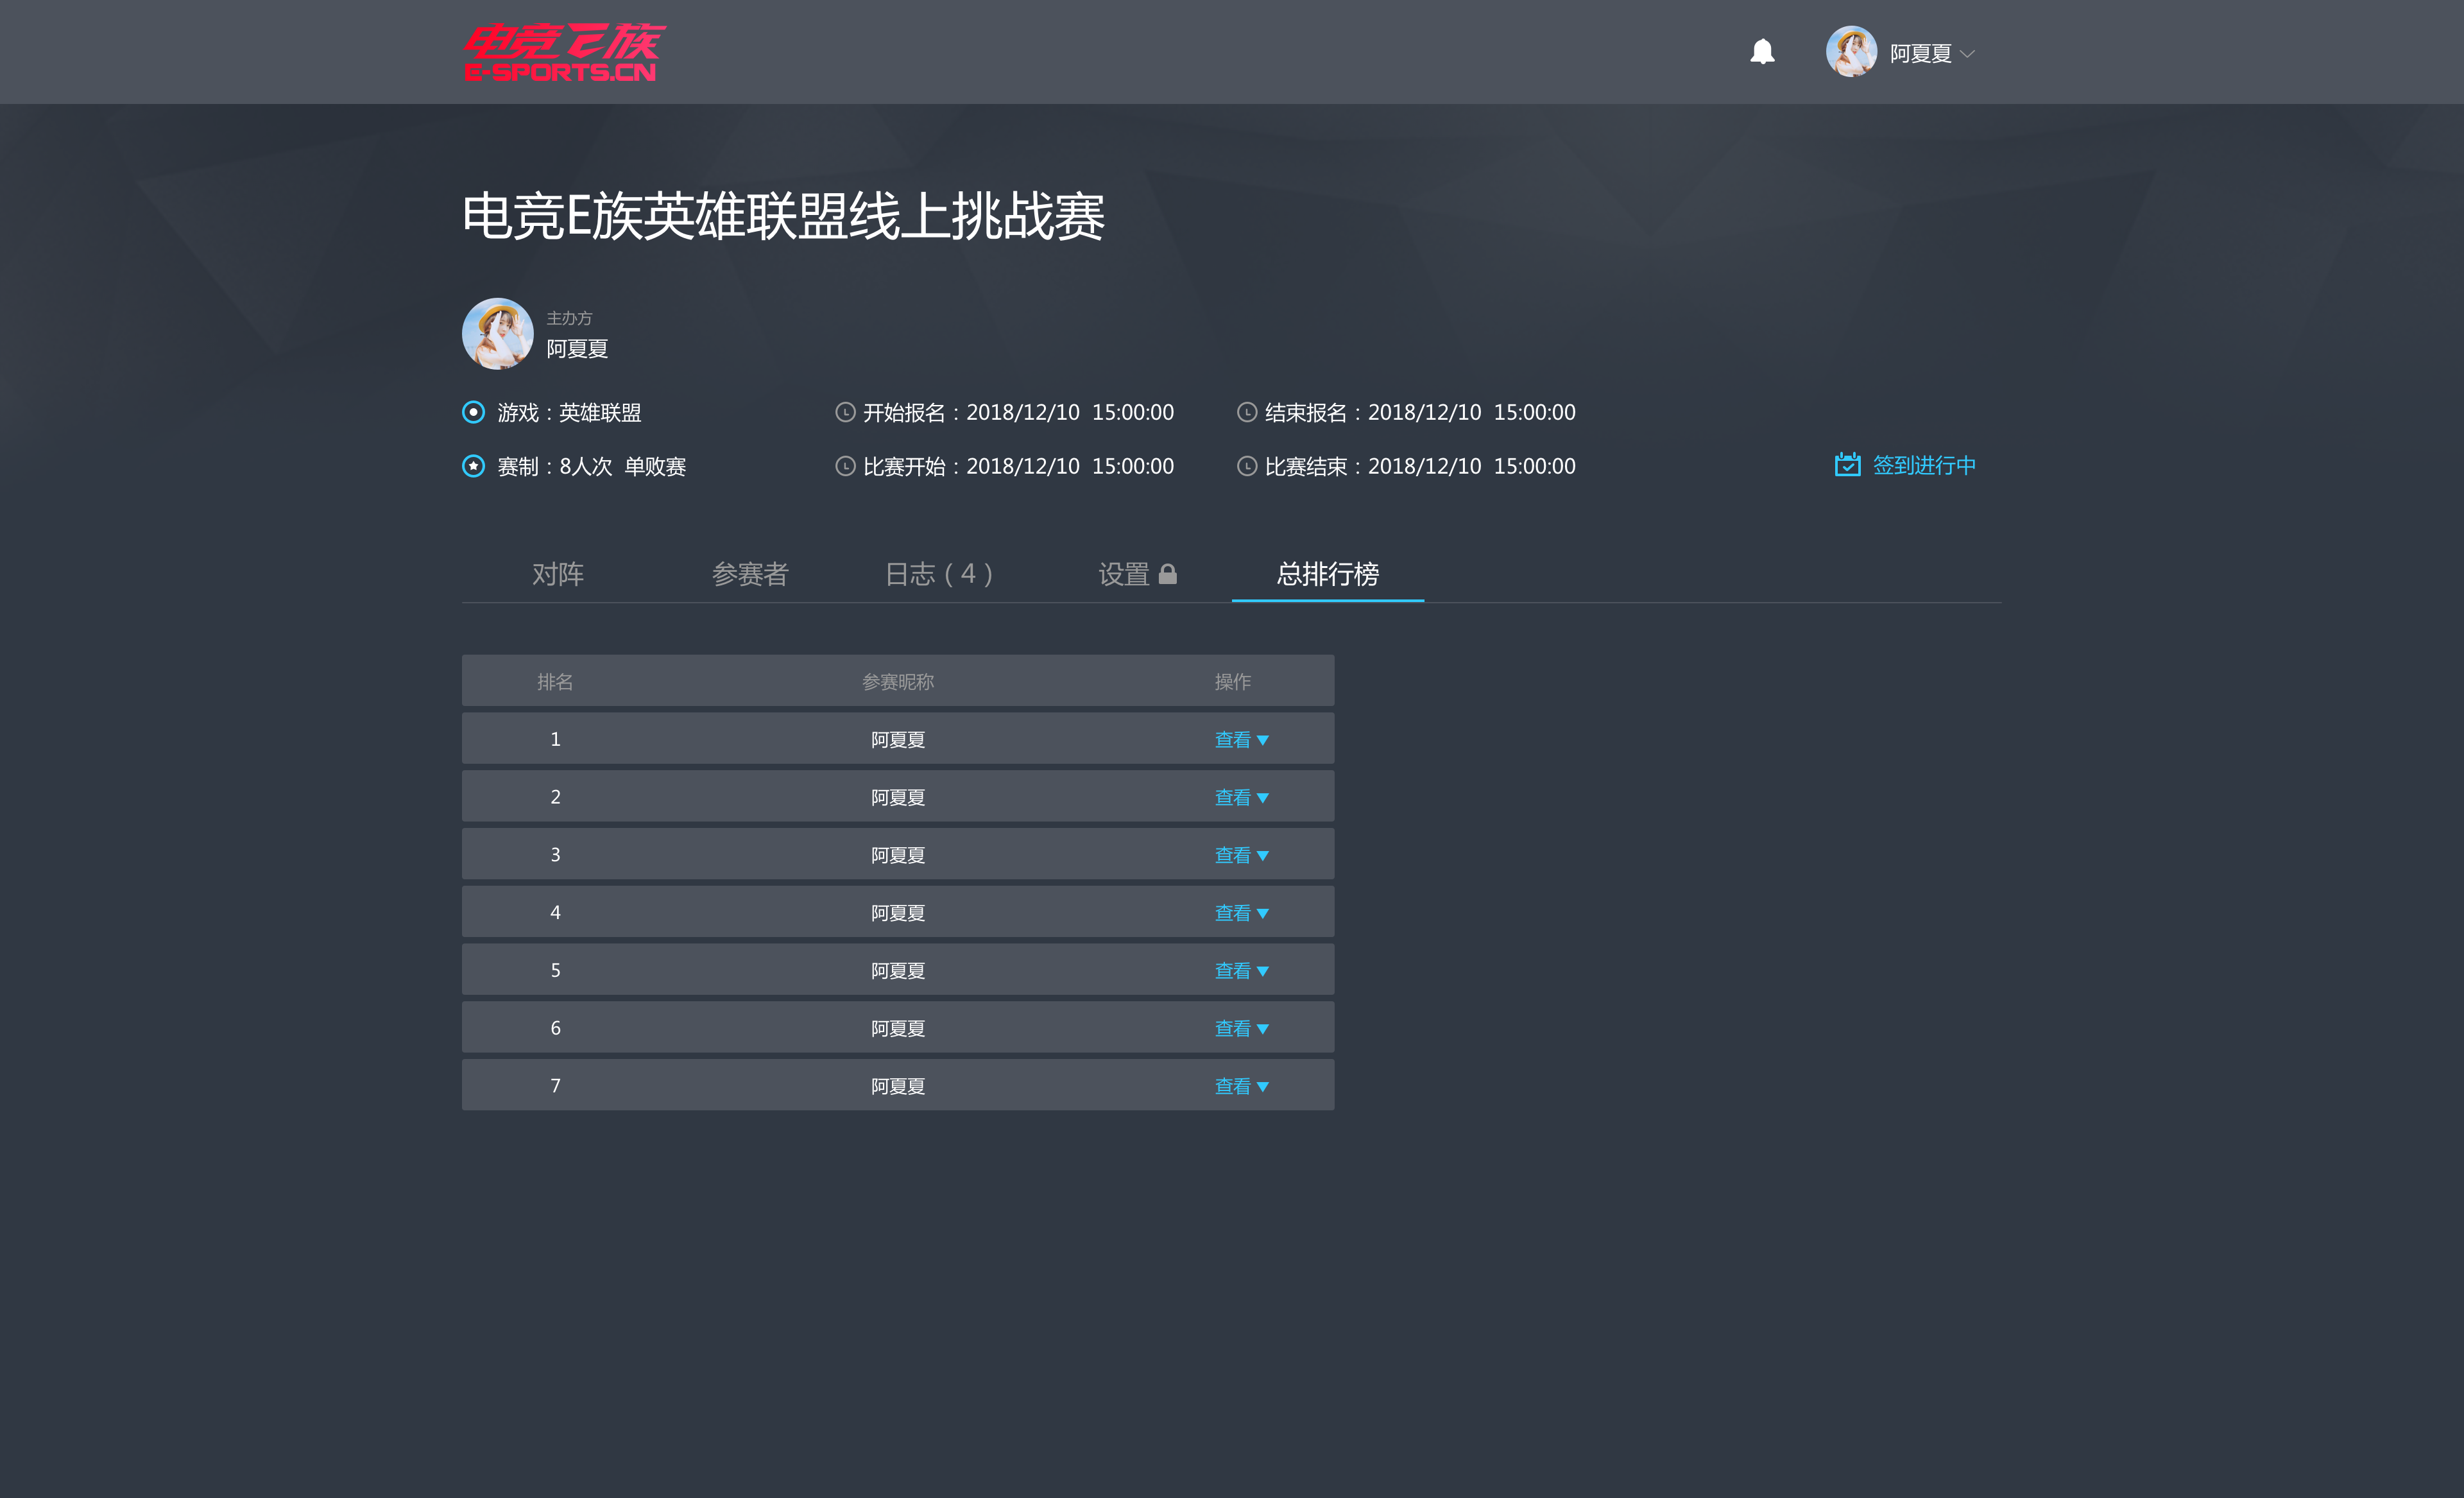 电竞E族
E-SPORTS.CN
阿夏夏
电竞E族英雄联盟线上挑战赛
主办方
阿夏夏
游戏：英雄联盟 开始报名：2018/12/10 15:00:00 结束报名：2018/12/10 15:00:00
赛制：8人次 单败赛 比赛开始：2018/12/10 15:00:00 比赛结束：2018/12/10 15:00:00 签到进行中
对阵 参赛者 日志（4） 设置 总排行榜
排名 参赛昵称 操作
1 阿夏夏 查看▼
2 阿夏夏 查看▼
3 阿夏夏 查看▼
4 阿夏夏 查看▼
5 阿夏夏 查看▼
6 阿夏夏 查看▼
7 阿夏夏 查看▼